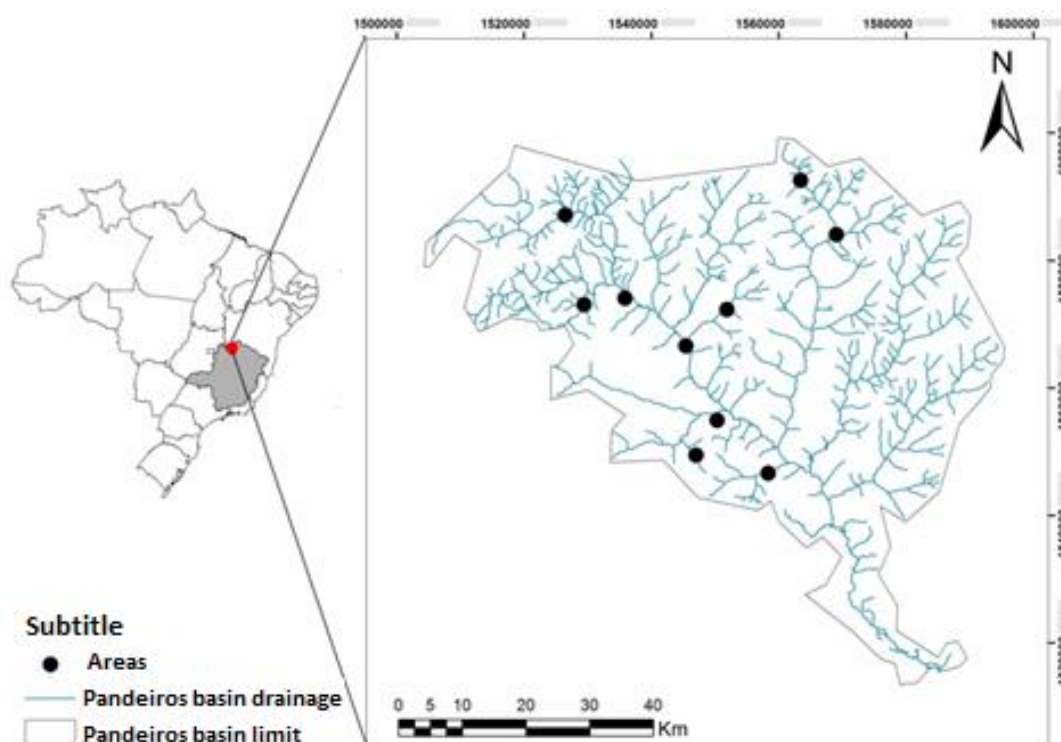 1500000 1520000 1540000 1560000 1580000 1600000
N
Subtitle
Areas
Pandeiros basin drainage
Pandeiros basin limit
0 5 10 20 30 40
Km